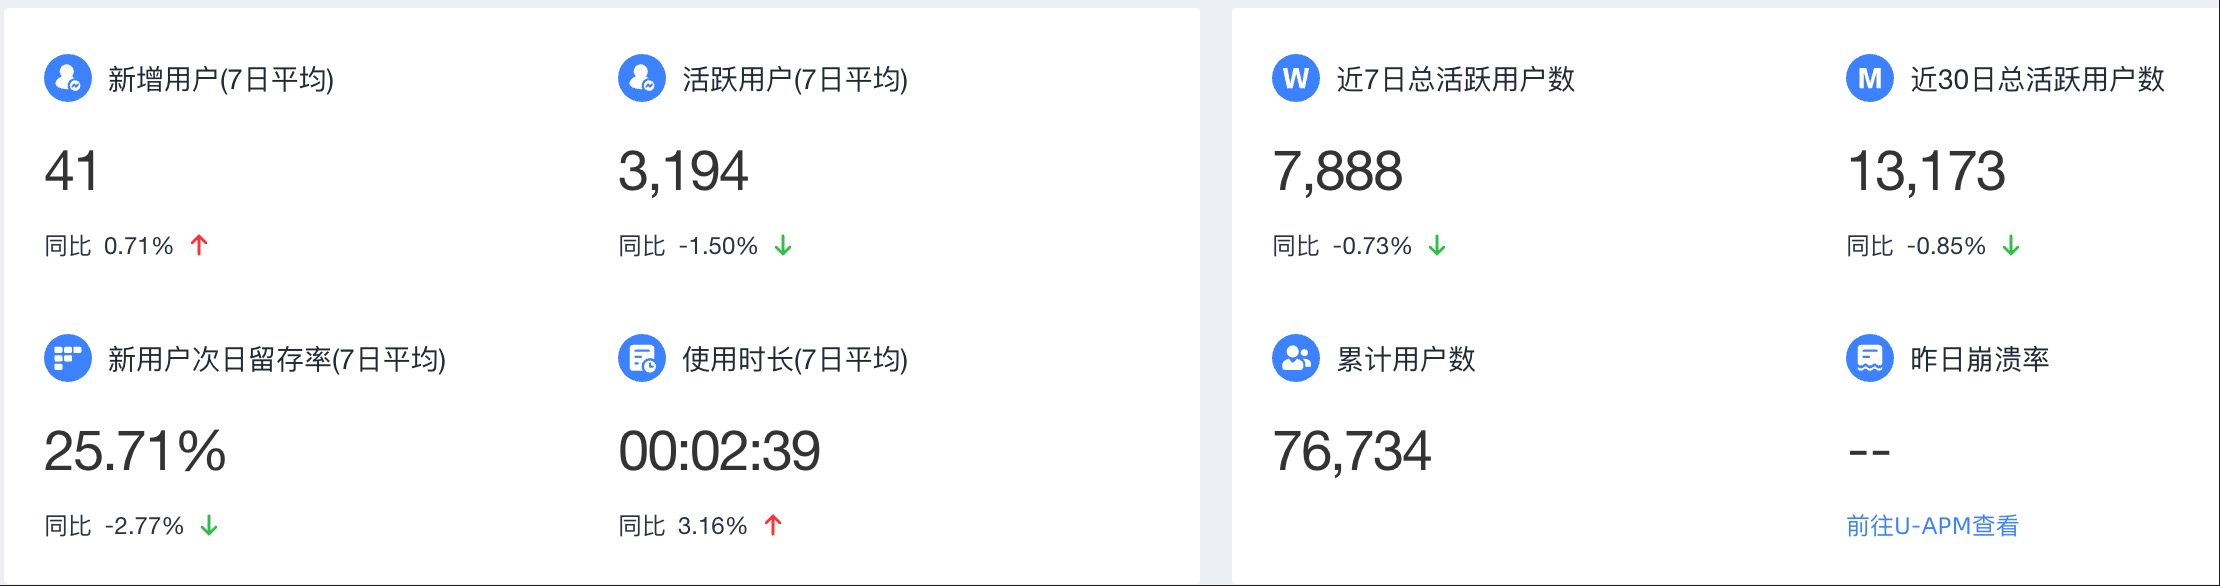 新增用户(7日平均)
41
同比 0.71% ↑
活跃用户(7日平均)
3,194
同比 -1.50% ↓
新用户次日留存率(7日平均)
25.71%
同比 -2.77% ↓
使用时长(7日平均)
00:02:39
同比 3.16% ↑
W 近7日总活跃用户数
7,888
同比 -0.73% ↓
M 近30日总活跃用户数
13,173
同比 -0.85% ↓
累计用户数
76,734
昨日崩溃率
--
前往U-APM查看